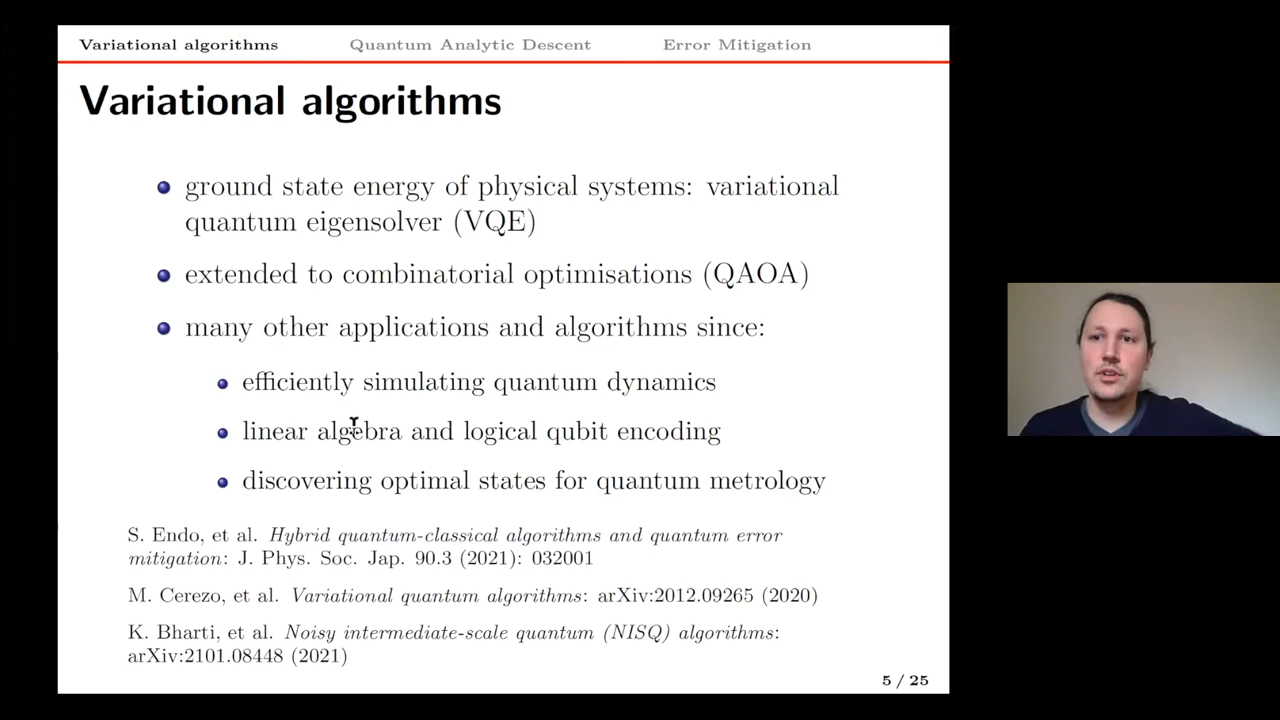 Variational algorithms Quantum Analytic Descent Error Mitigation
Variational algorithms
ground state energy of physical systems: variational
quantum eigensolver (VQE)
extended to combinatorial optimisations (QAOA)
many other applications and algorithms since:
efficiently simulating quantum dynamics
linear algebra and logical qubit encoding
discovering optimal states for quantum metrology
S. Endo, et al. Hybrid quantum-classical algorithms and quantum error
mitigation: J. Phys. Soc. Jap. 90.3 (2021): 032001
M. Cerezo, et al. Variational quantum algorithms: arXiv:2012.09265 (2020)
K. Bharti, et al. Noisy intermediate-scale quantum (NISQ) algorithms:
arXiv:2101.08448 (2021)
5 / 25